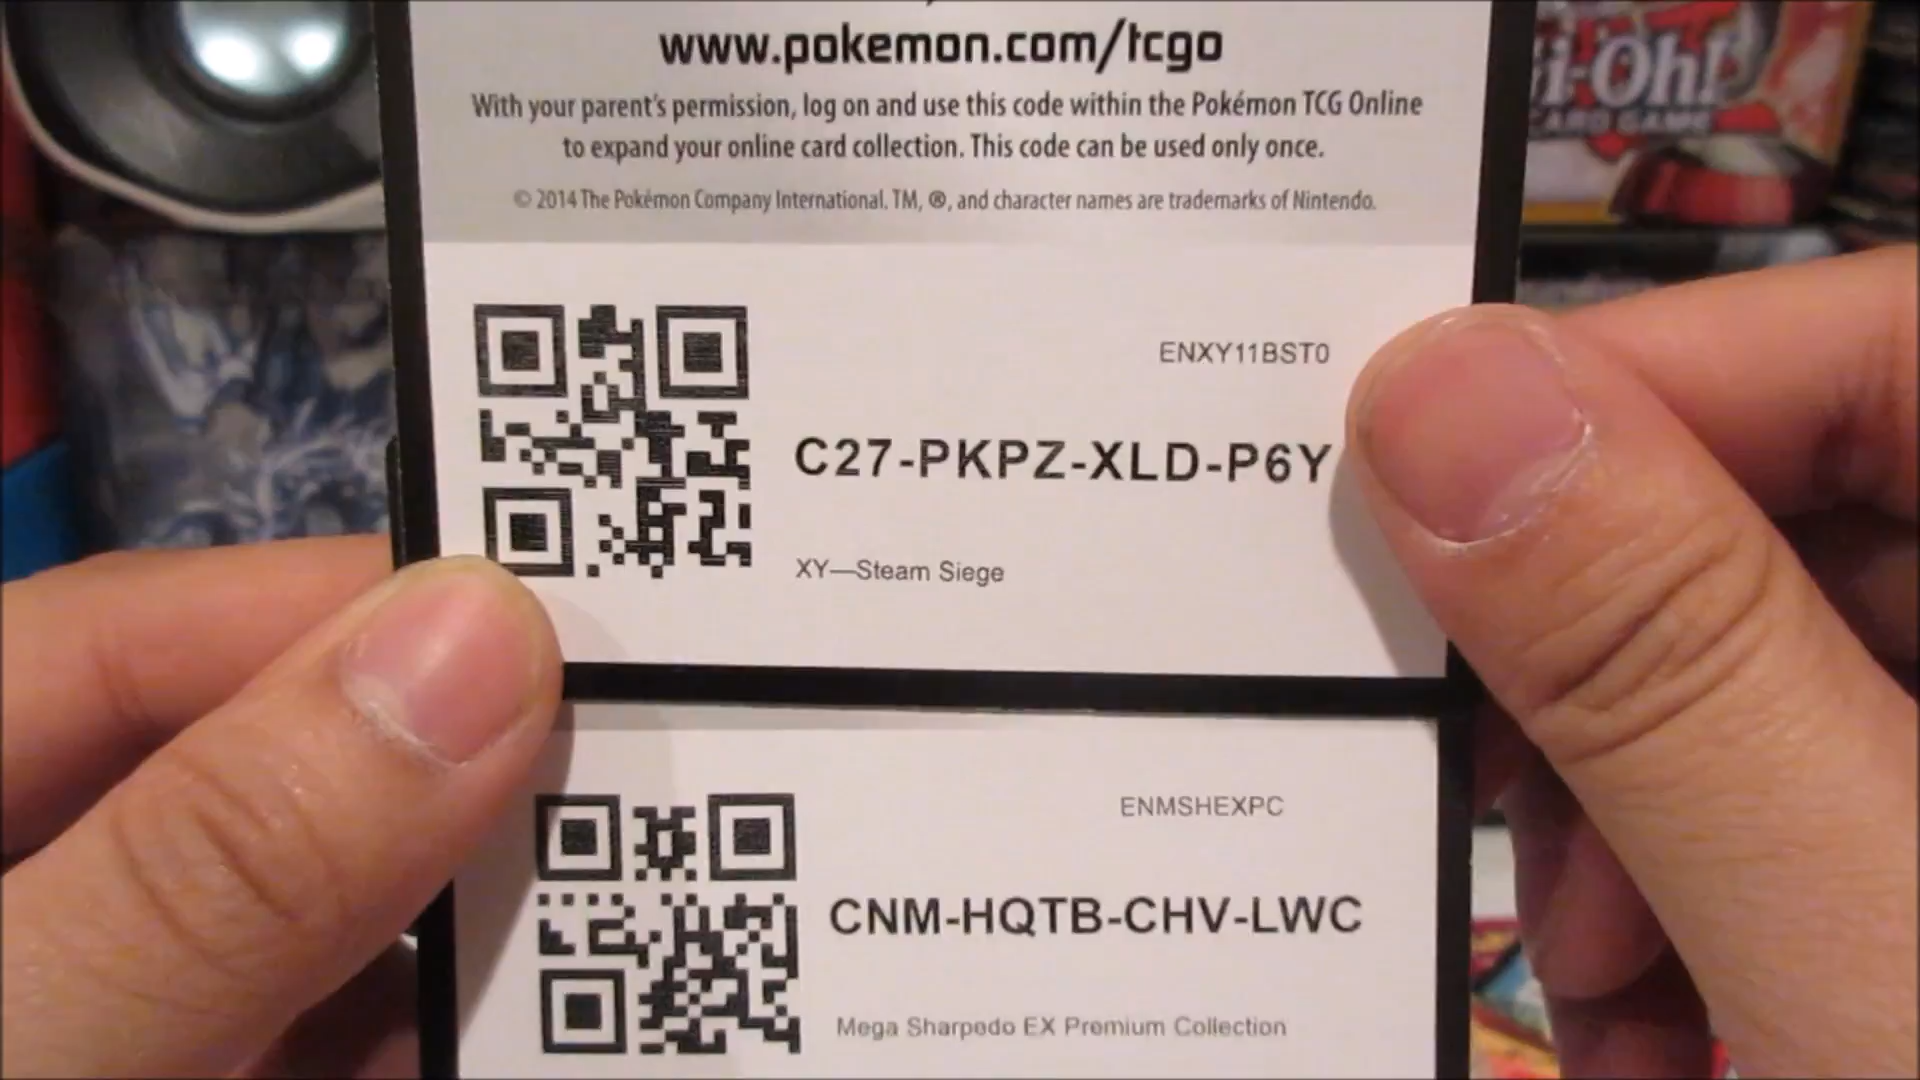 www.pokemon.com/tcgo
With your parent's permission, log on and use this code within the Pokémon TCG Online
to expand your online card collection. This code can be used only once.
© 2014 The Pokémon Company International. TM, ®, and character names are trademarks of Nintendo.
i-Oh!
CARD GAME
ENXY11BST0
C27-PKPZ-XLD-P6Y
XY—Steam Siege
ENMSHEXPC
CNM-HQTB-CHV-LWC
Mega Sharpedo EX Premium Collection